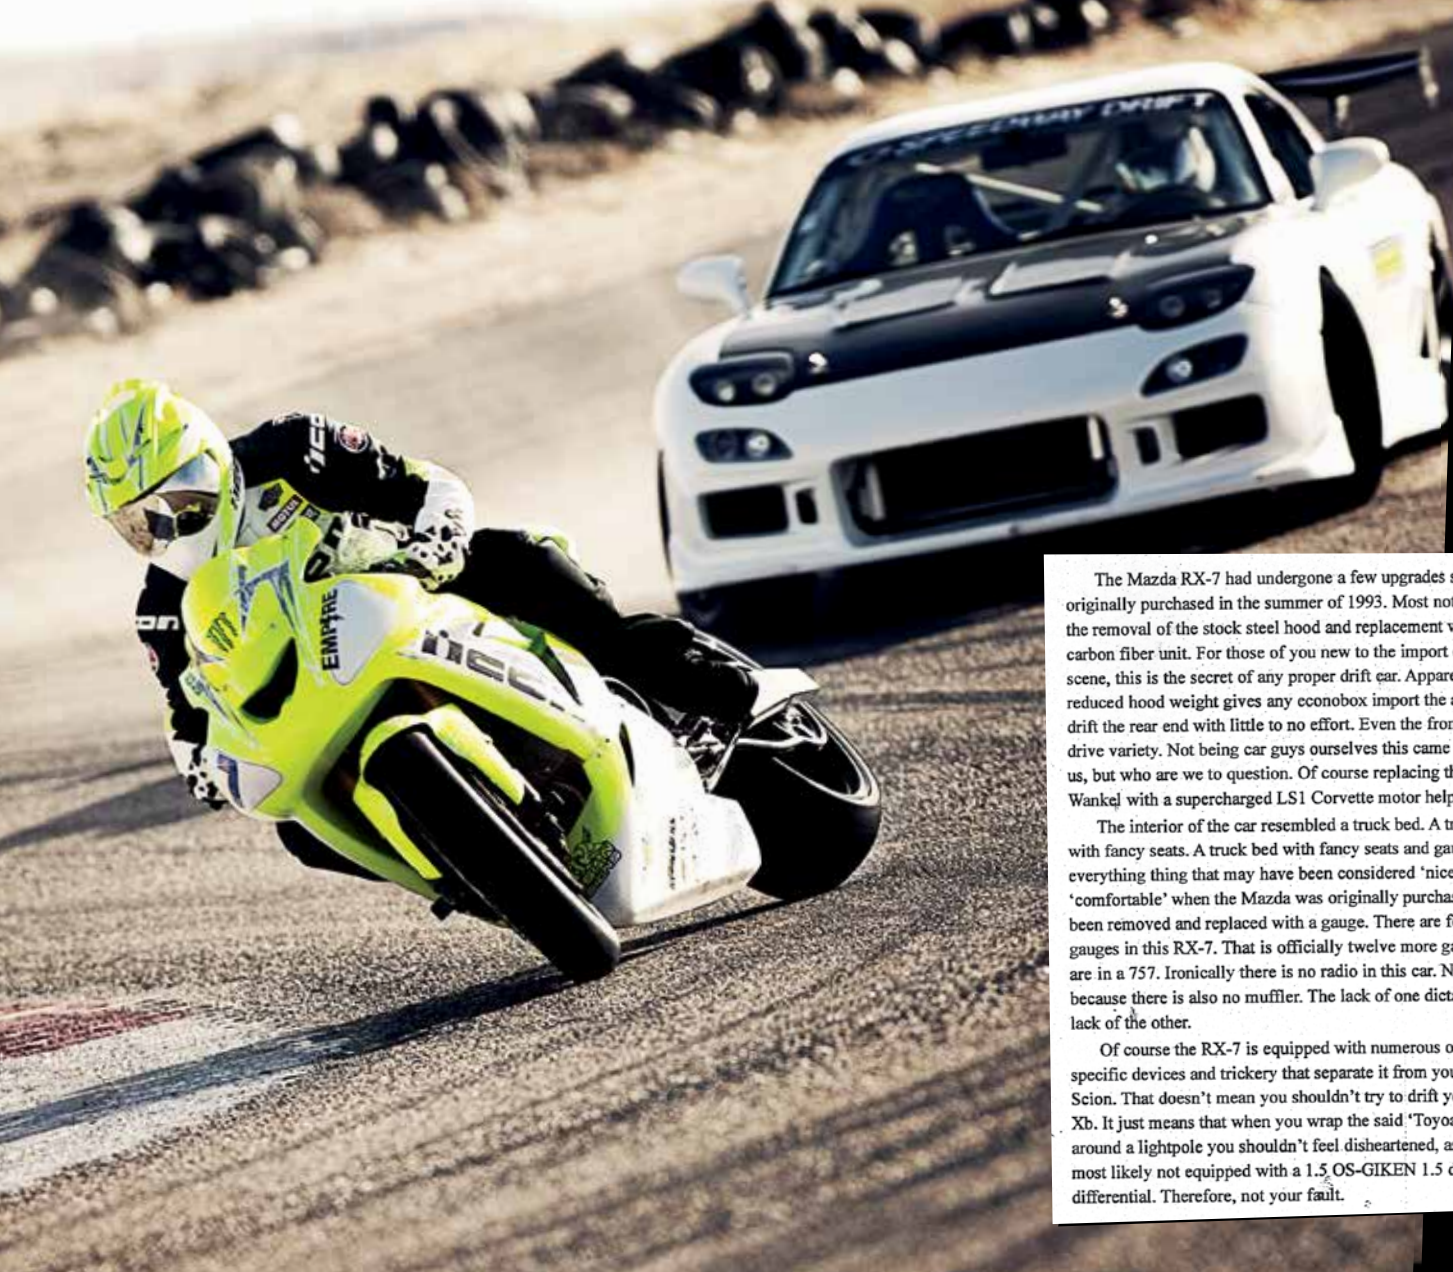 SPEEDWAY DRIFT
icon
MOTUL
EMPIRE
icon
The Mazda RX-7 had undergone a few upgrades s
originally purchased in the summer of 1993. Most not
the removal of the stock steel hood and replacement w
carbon fiber unit. For those of you new to the import
scene, this is the secret of any proper drift car. Appare
reduced hood weight gives any econobox import the a
drift the rear end with little to no effort. Even the fron
drive variety. Not being car guys ourselves this came
us, but who are we to question. Of course replacing th
Wankel with a supercharged LS1 Corvette motor help
The interior of the car resembled a truck bed. A tr
with fancy seats. A truck bed with fancy seats and gau
everything thing that may have been considered ‘nice
‘comfortable’ when the Mazda was originally purcha
been removed and replaced with a gauge. There are f
gauges in this RX-7. That is officially twelve more ga
are in a 757. Ironically there is no radio in this car. N
because there is also no muffler. The lack of one dicta
lack of the other.
Of course the RX-7 is equipped with numerous o
specific devices and trickery that separate it from you
Scion. That doesn’t mean you shouldn’t try to drift y
Xb. It just means that when you wrap the said ‘Toyoa
around a lightpole you shouldn’t feel disheartened, a
most likely not equipped with a 1.5 OS-GIKEN 1.5 d
differential. Therefore, not your fault.